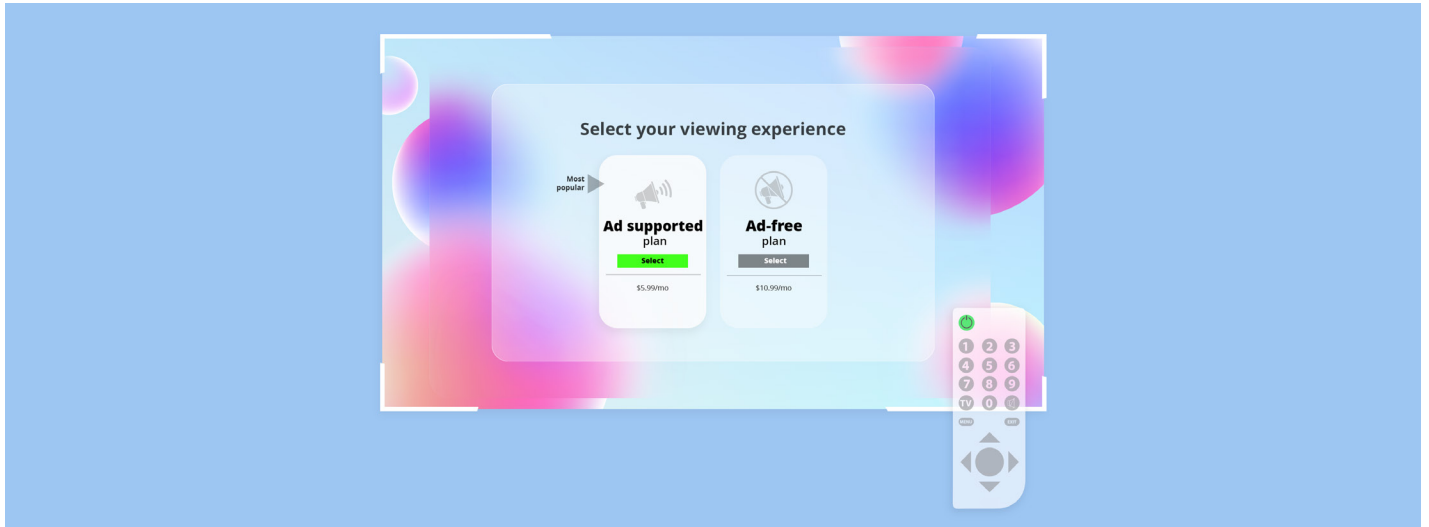 Select your viewing experience
Most
popular
Ad supported
plan
Select
$5.99/mo
Ad-free
plan
Select
$10.99/mo
1 2 3
4 5 6
7 8 9
TV 0
MENU EXIT